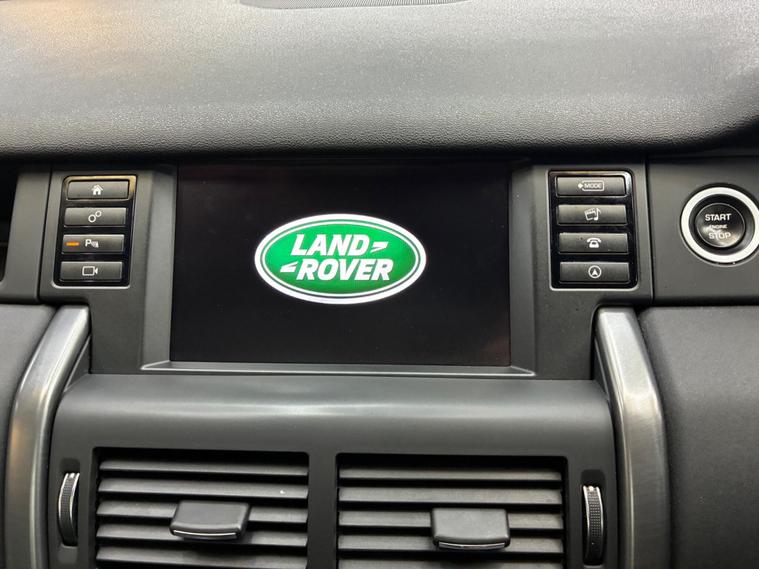 LAND
ROVER
P
MODE
START
ENGINE
STOP